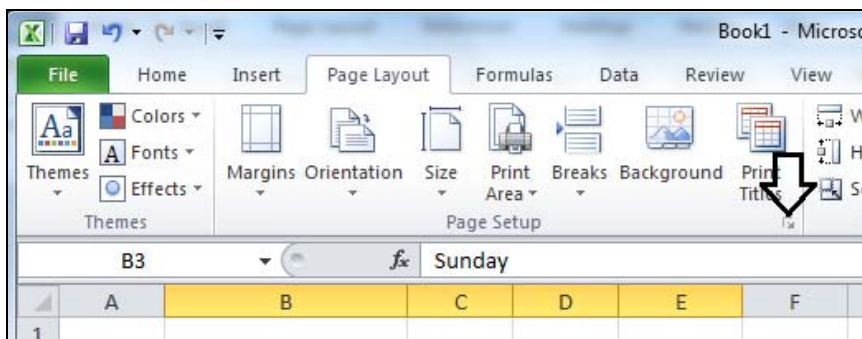 Book1 - Microso
File Home Insert Page Layout Formulas Data Review View
Aa Colors
A Fonts
Effects
Themes Margins Orientation Size Print Area Breaks Background Print Titles
W
H
S
Themes Page Setup
B3 fx Sunday
A B C D E F
1